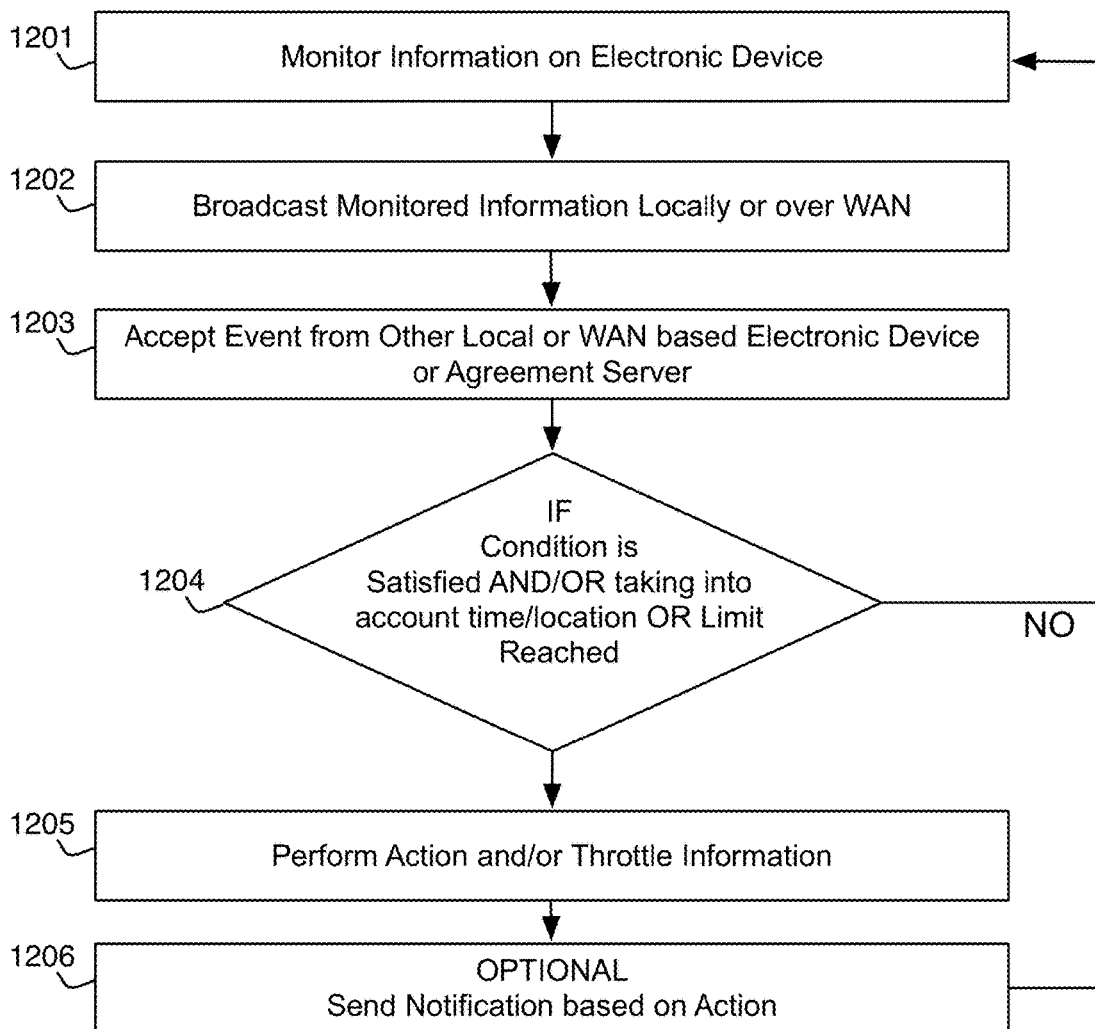 1201
Monitor Information on Electronic Device
1202
Broadcast Monitored Information Locally or over WAN
1203
Accept Event from Other Local or WAN based Electronic Device
or Agreement Server
1204
IF
Condition is
Satisfied AND/OR taking into
account time/location OR Limit
Reached
NO
1205
Perform Action and/or Throttle Information
1206
OPTIONAL
Send Notification based on Action